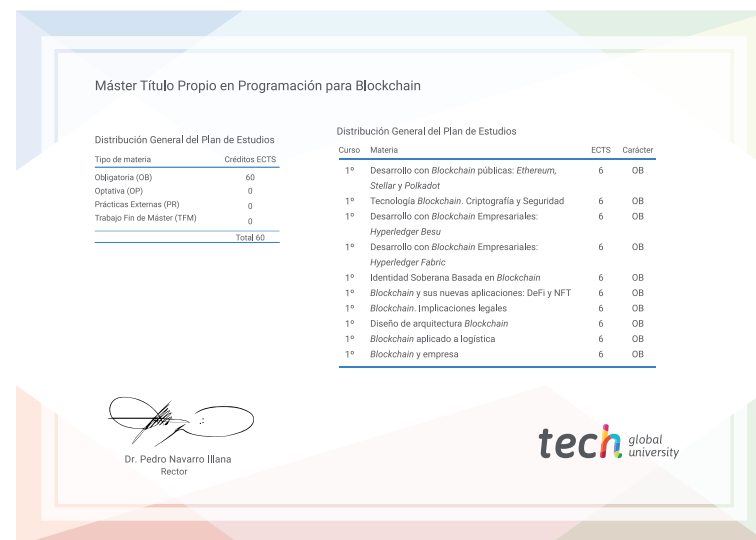 Máster Título Propio en Programación para Blockchain
Distribución General del Plan de Estudios
Tipo de materia Créditos ECTS
Obligatoria (OB) 60
Optativa (OP) 0
Prácticas Externas (PR) 0
Trabajo Fin de Máster (TFM) 0
Total 60
Distribución General del Plan de Estudios
Curso Materia ECTS Carácter
1º Desarrollo con Blockchain públicas: Ethereum, 6 OB
Stellar y Polkadot
1º Tecnología Blockchain. Criptografía y Seguridad 6 OB
1º Desarrollo con Blockchain Empresariales: 6 OB
Hyperledger Besu
1º Desarrollo con Blockchain Empresariales: 6 OB
Hyperledger Fabric
1º Identidad Soberana Basada en Blockchain 6 OB
1º Blockchain y sus nuevas aplicaciones: DeFi y NFT 6 OB
1º Blockchain. Implicaciones legales 6 OB
1º Diseño de arquitectura Blockchain 6 OB
1º Blockchain aplicado a logística 6 OB
1º Blockchain y empresa 6 OB
Dr. Pedro Navarro Illana
Rector
tech global
university